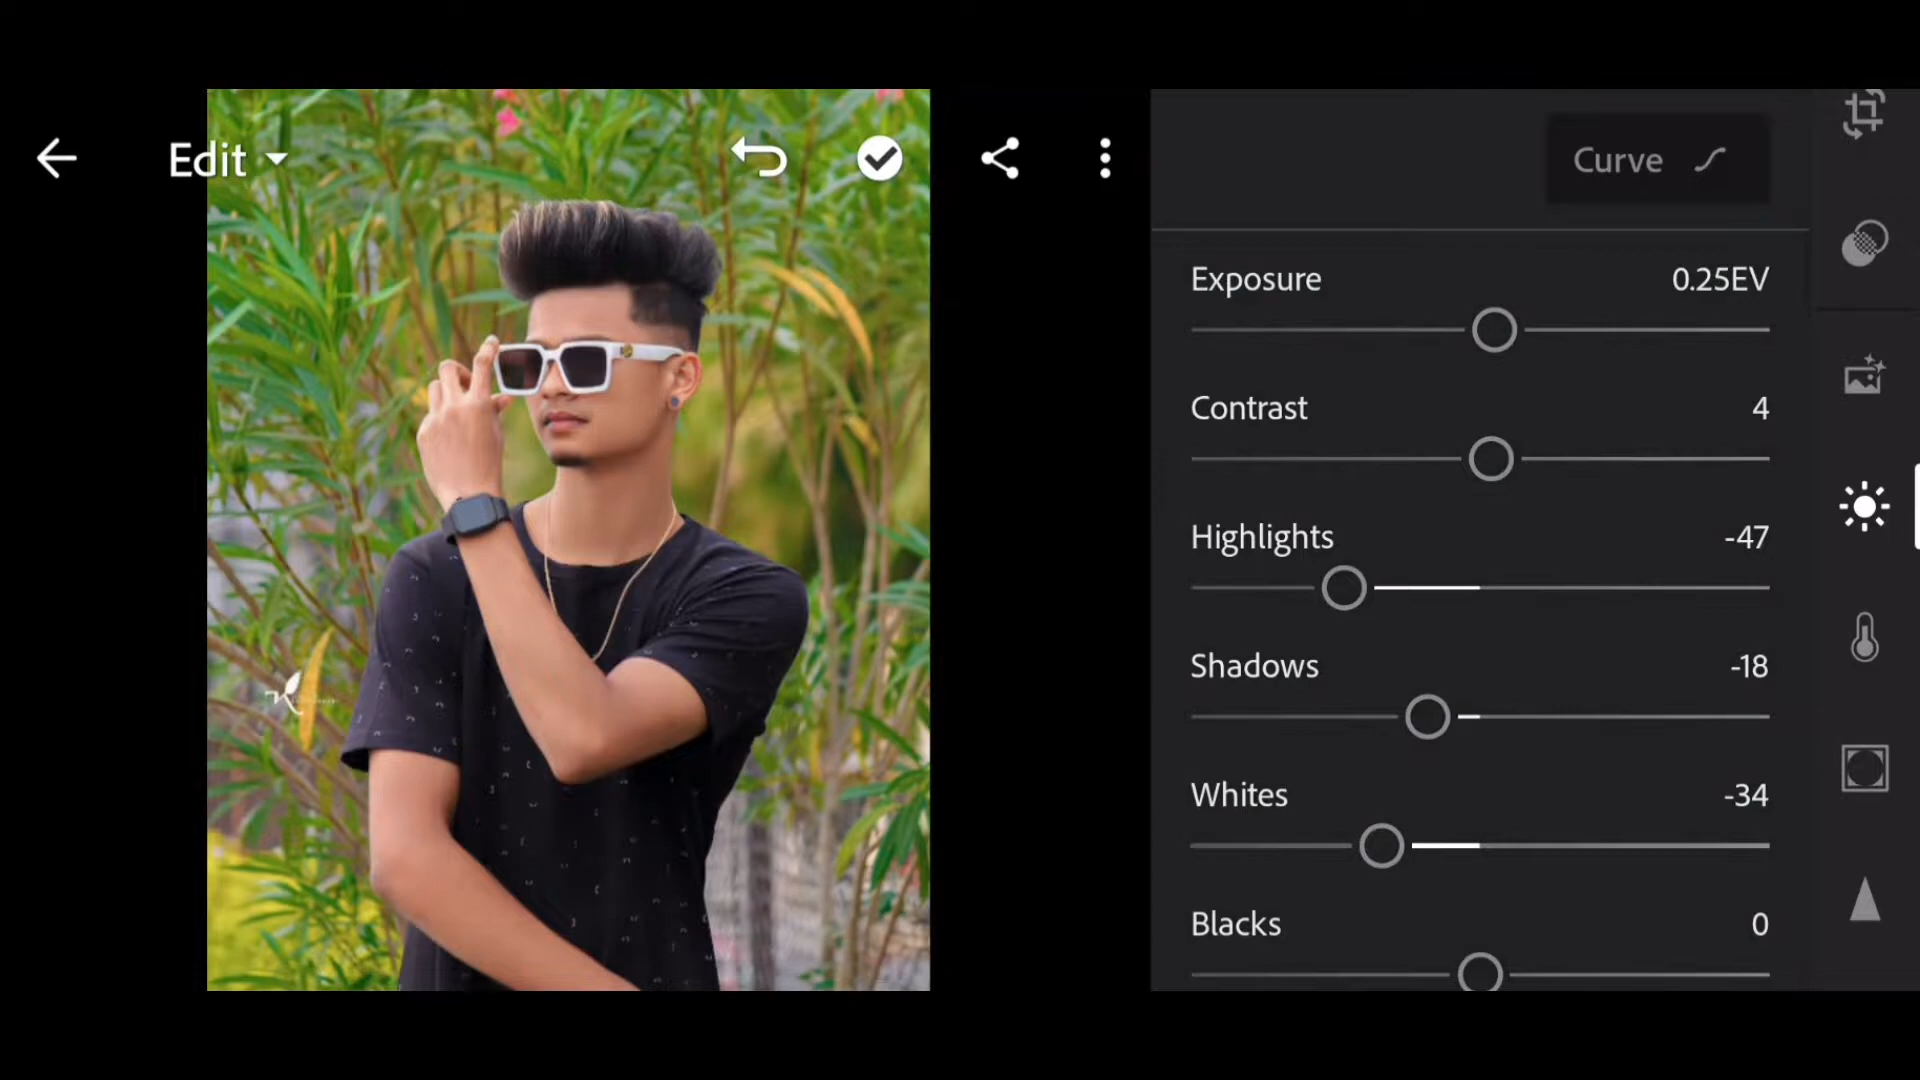 Edit
Curve
Exposure 0.25EV
Contrast 4
Highlights -47
Shadows -18
Whites -34
Blacks 0